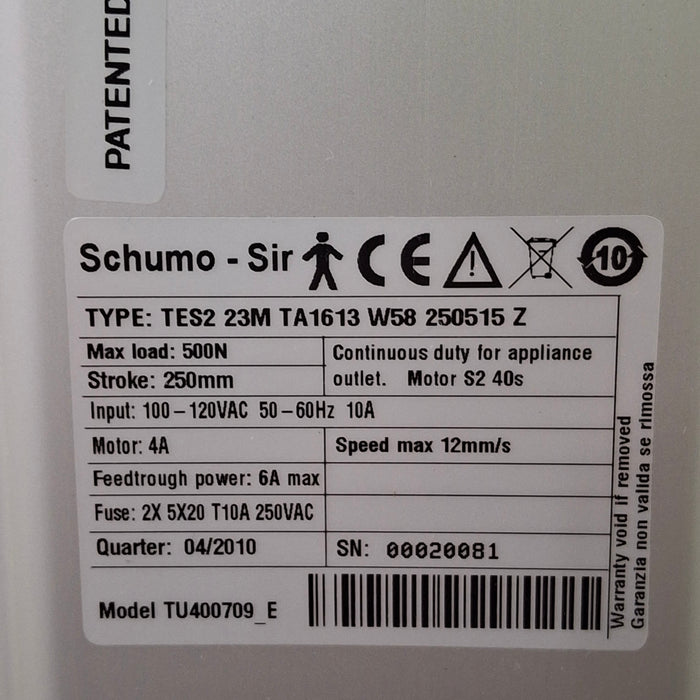 PATENTED
Schumo - Sir CE 10
TYPE: TES2 23M TA1613 W58 250515 Z
Max load: 500N
Stroke: 250mm
Continuous duty for appliance
outlet. Motor S2 40s
Input: 100-120VAC 50-60Hz 10A
Motor: 4A
Speed max 12mm/s
Feedtrough power: 6A max
Fuse: 2X 5X20 T10A 250VAC
Quarter: 04/2010
SN: 00020081
Model TU400709_E
Warranty void if removed
Garanzia non valida se rimossa